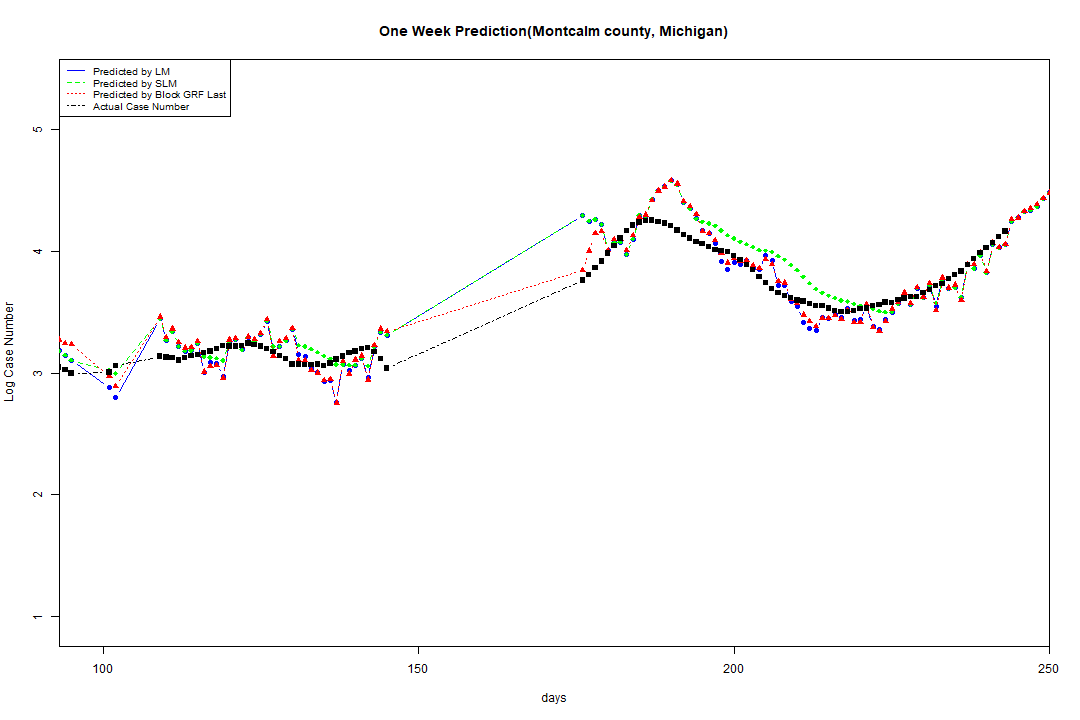 One Week Prediction(Montcalm county, Michigan)
Predicted by LM
Predicted by SLM
Predicted by Block GRF Last
Actual Case Number
5
4
3
2
1
Log Case Number
100
150
200
250
days